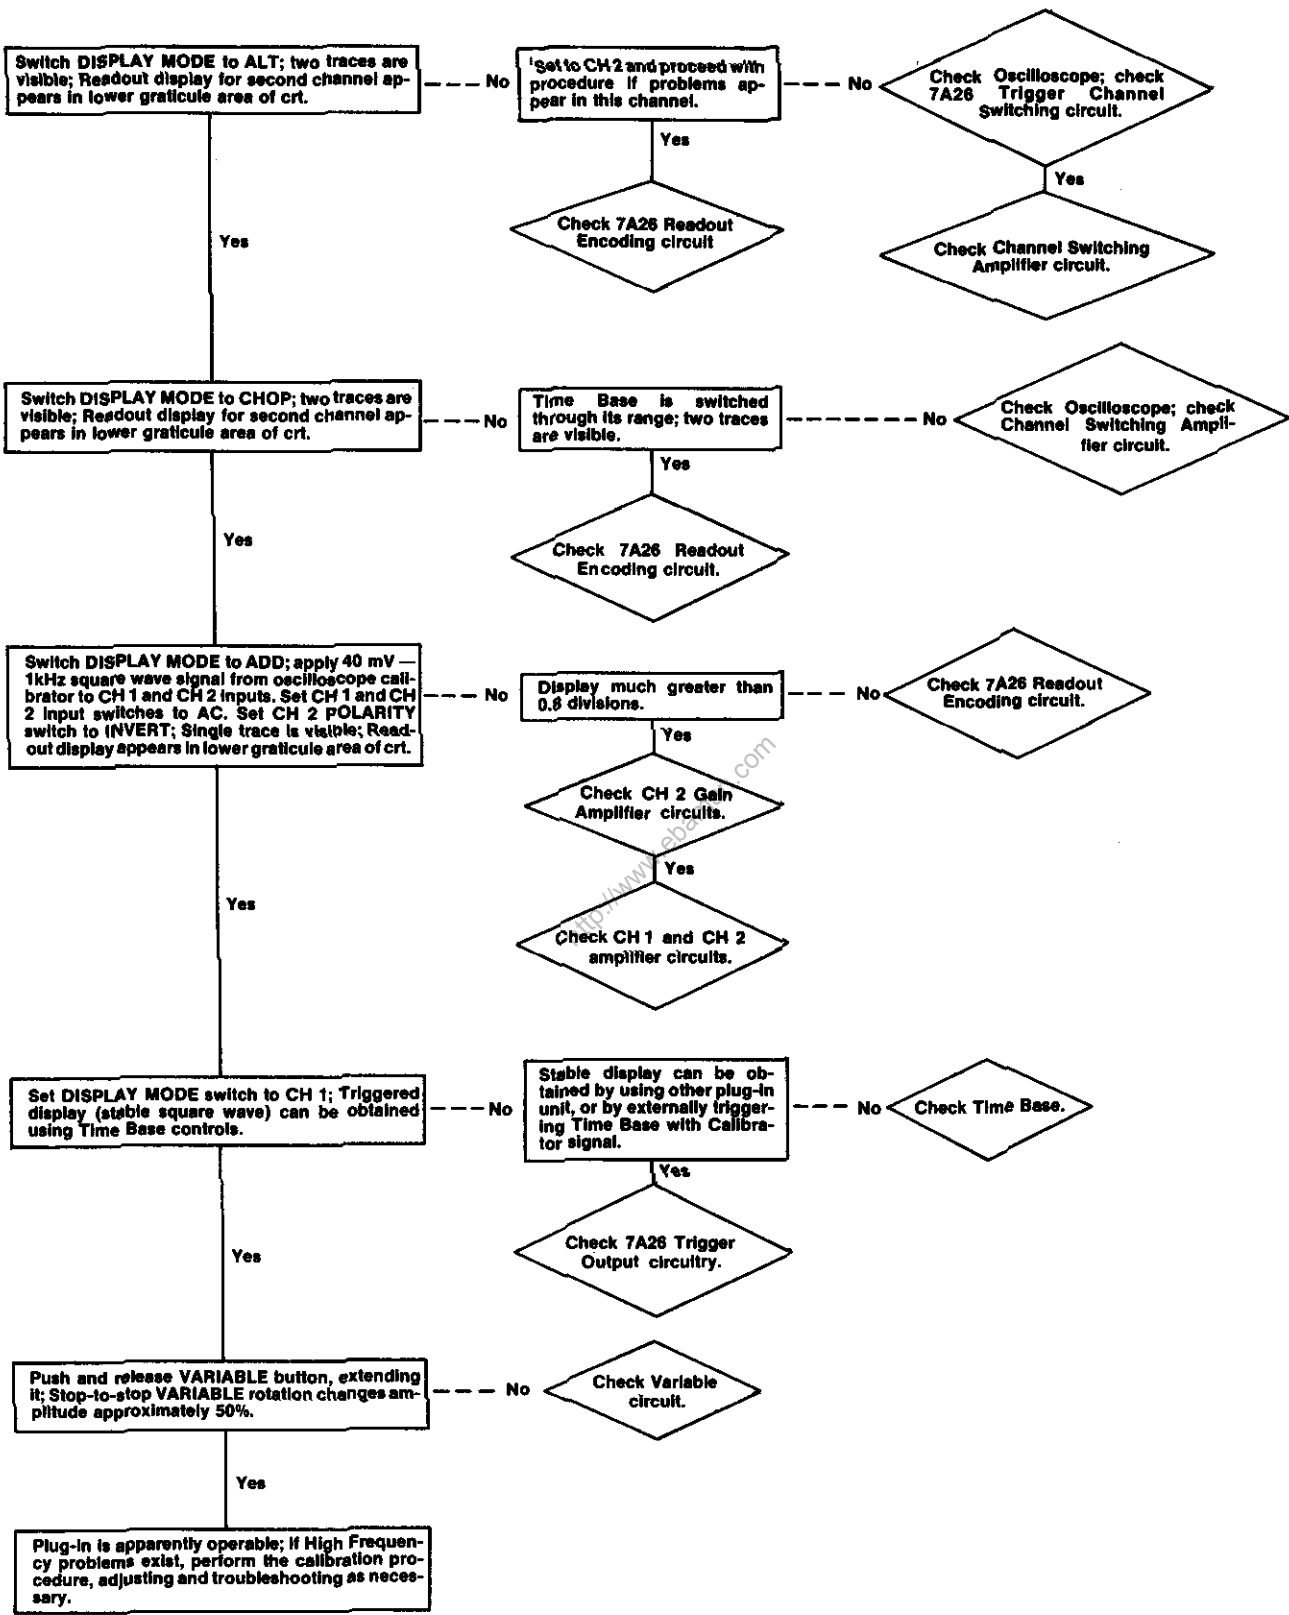 Switch DISPLAY MODE to ALT; two traces are
visible; Readout display for second channel ap-
pears in lower graticule area of crt.
No
Set to CH 2 and proceed with
procedure if problems ap-
pear in this channel.
No
Check Oscilloscope; check
7A26 Trigger Channel
Switching circuit.
Yes
Yes
Check 7A26 Readout
Encoding circuit
Yes
Check Channel Switching
Amplifier circuit.
Switch DISPLAY MODE to CHOP; two traces are
visible; Readout display for second channel ap-
pears in lower graticule area of crt.
No
Time Base is switched
through its range; two traces
are visible.
No
Check Oscilloscope; check
Channel Switching Ampli-
fier circuit.
Yes
Yes
Check 7A26 Readout
Encoding circuit.
Switch DISPLAY MODE to ADD; apply 40 mV —
1kHz square wave signal from oscilloscope cali-
brator to CH 1 and CH 2 inputs. Set CH 1 and CH
2 input switches to AC. Set CH 2 POLARITY
switch to INVERT; Single trace is visible; Read-
out display appears in lower graticule area of crt.
No
Display much greater than
0.8 divisions.
No
Check 7A26 Readout
Encoding circuit.
Yes
Check CH 2 Gain
Amplifier circuits.
Yes
Yes
Check CH 1 and CH 2
amplifier circuits.
Set DISPLAY MODE switch to CH 1; Triggered
display (stable square wave) can be obtained
using Time Base controls.
No
Stable display can be ob-
tained by using other plug-in
unit, or by externally trigger-
ing Time Base with Calibra-
tor signal.
No
Check Time Base.
Yes
Yes
Check 7A26 Trigger
Output circuitry.
Push and release VARIABLE button, extending
it; Stop-to-stop VARIABLE rotation changes am-
plitude approximately 50%.
No
Check Variable
circuit.
Yes
Plug-in is apparently operable; if High Frequen-
cy problems exist, perform the calibration pro-
cedure, adjusting and troubleshooting as neces-
sary.